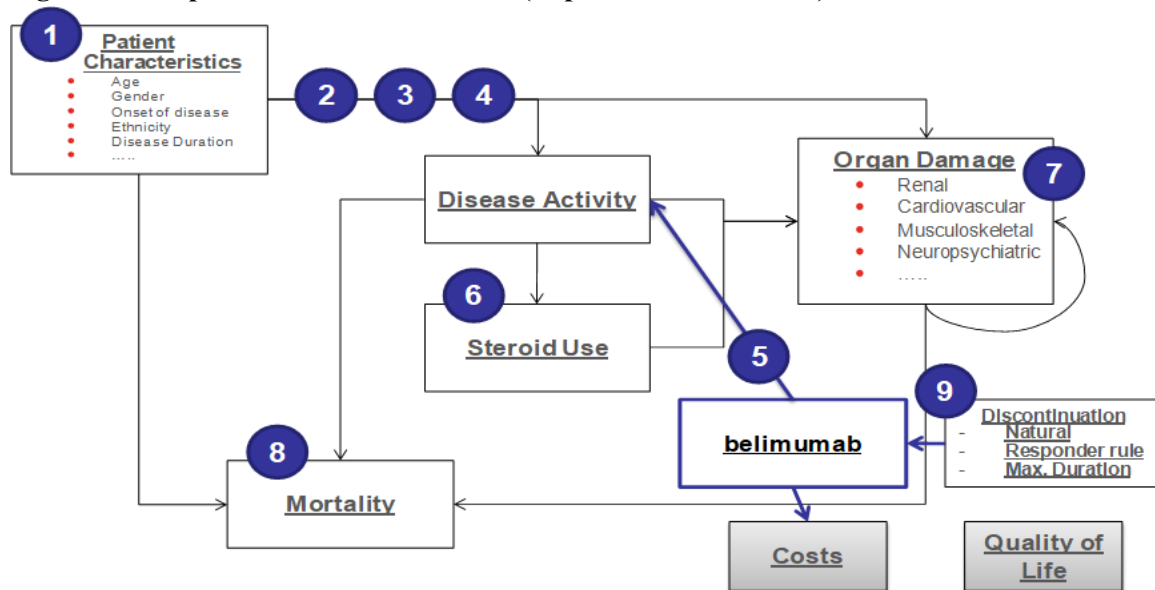 1
Patient
Characteristics
• Age
• Gender
• Onset of disease
• Ethnicity
• Disease Duration
• …..
2
3
4
Organ Damage
7
• Renal
• Cardiovascular
• Musculoskeletal
• Neuropsychiatric
• …..
Disease Activity
6
Steroid Use
5
9
Discontinuation
- Natural
- Responder rule
- Max. Duration
belimumab
8
Mortality
Costs
Quality of
Life